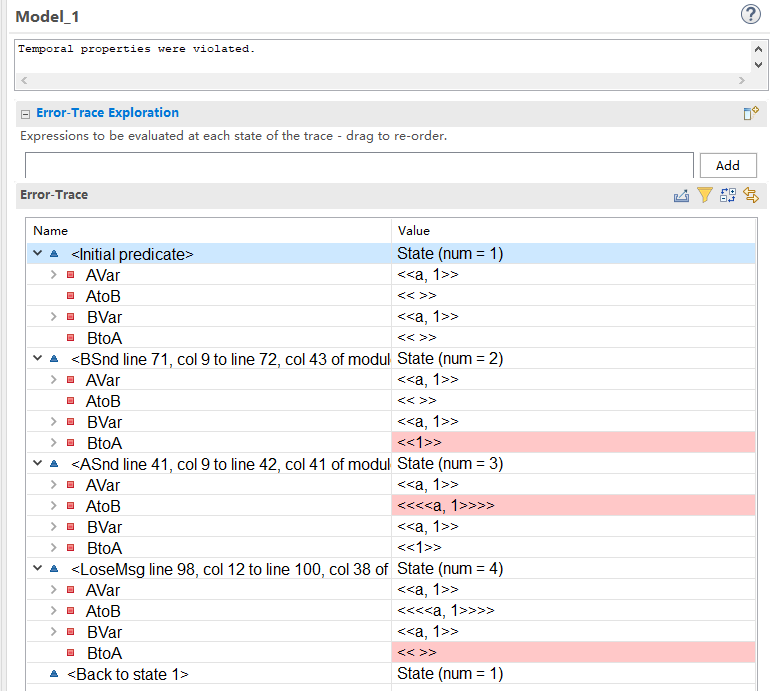 Model_1
Temporal properties were violated.
Error-Trace Exploration
Expressions to be evaluated at each state of the trace - drag to re-order.
Add
Error-Trace
Name Value
<Initial predicate> State (num = 1)
AVar <<a, 1>>
AtoB << >>
BVar <<a, 1>>
BtoA << >>
<BSnd line 71, col 9 to line 72, col 43 of modul State (num = 2)
AVar <<a, 1>>
AtoB << >>
BVar <<a, 1>>
BtoA <<1>>
<ASnd line 41, col 9 to line 42, col 41 of modul State (num = 3)
AVar <<a, 1>>
AtoB <<<<a, 1>>>>
BVar <<a, 1>>
BtoA <<1>>
<LoseMsg line 98, col 12 to line 100, col 38 of State (num = 4)
AVar <<a, 1>>
AtoB <<<<a, 1>>>>
BVar <<a, 1>>
BtoA << >>
<Back to state 1> State (num = 1)